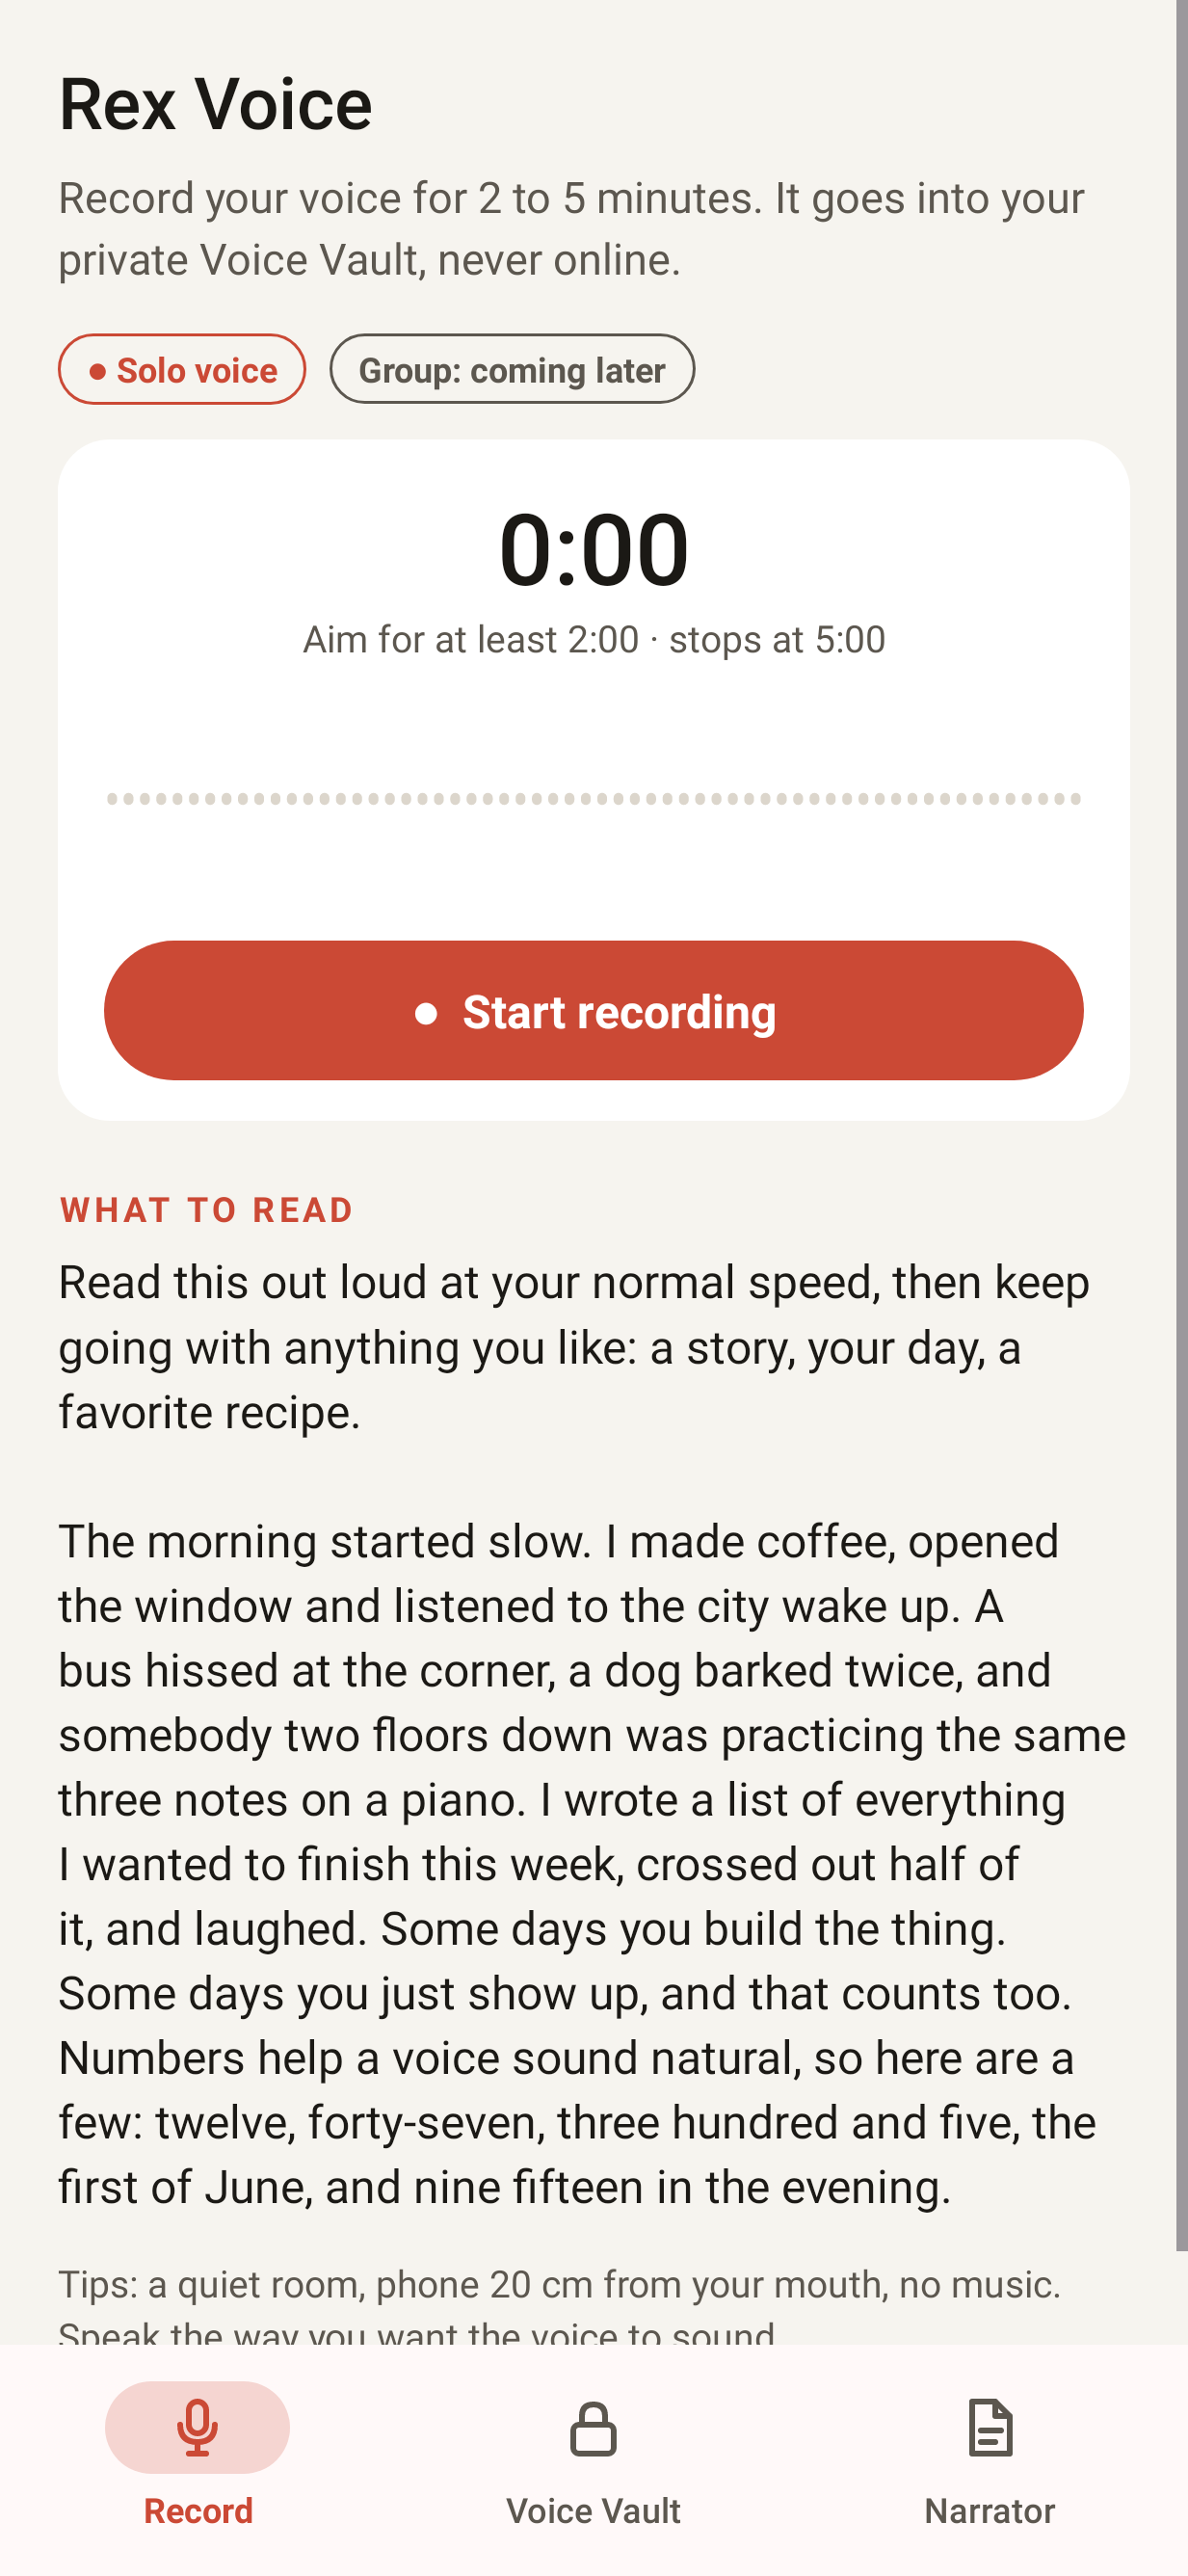 Rex Voice
Record your voice for 2 to 5 minutes. It goes into your
private Voice Vault, never online.
Solo voice
Group: coming later
0:00
Aim for at least 2:00 · stops at 5:00
Start recording
WHAT TO READ
Read this out loud at your normal speed, then keep
going with anything you like: a story, your day, a
favorite recipe.
The morning started slow. I made coffee, opened
the window and listened to the city wake up. A
bus hissed at the corner, a dog barked twice, and
somebody two floors down was practicing the same
three notes on a piano. I wrote a list of everything
I wanted to finish this week, crossed out half of
it, and laughed. Some days you build the thing.
Some days you just show up, and that counts too.
Numbers help a voice sound natural, so here are a
few: twelve, forty-seven, three hundred and five, the
first of June, and nine fifteen in the evening.
Tips: a quiet room, phone 20 cm from your mouth, no music.
Speak the way you want the voice to sound
Record
Voice Vault
Narrator